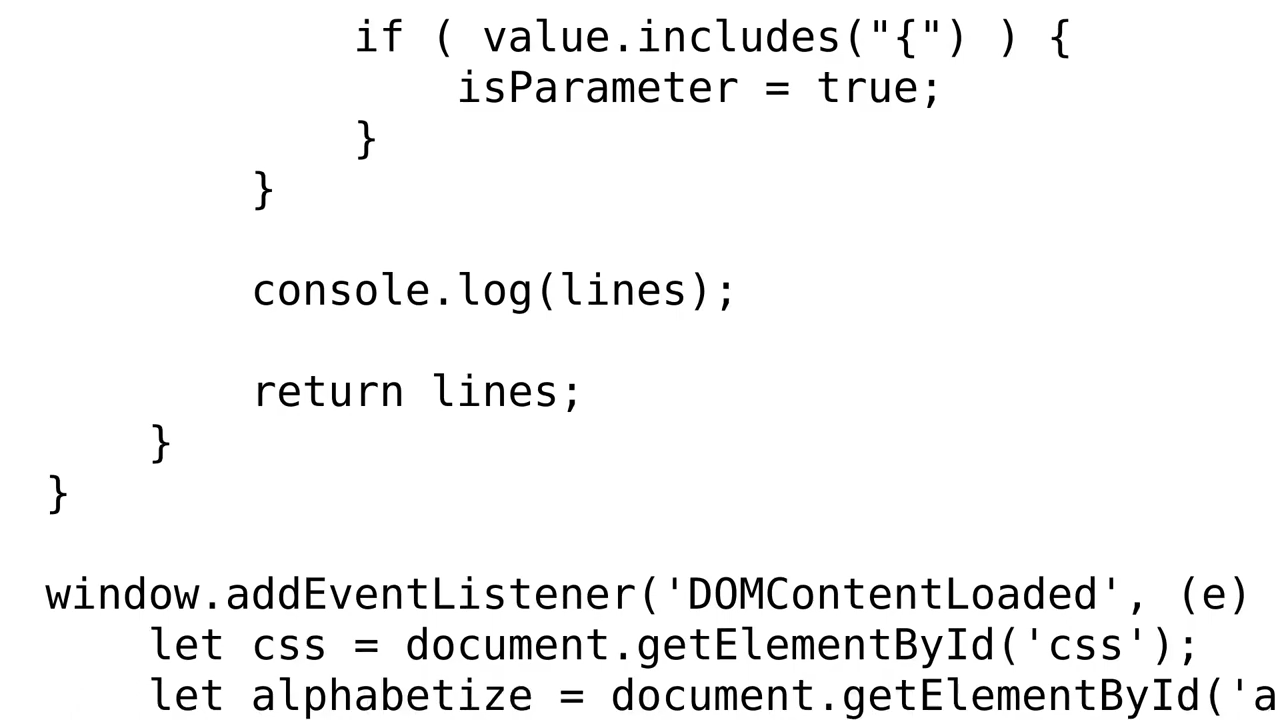 if ( value.includes("{") ) {
isParameter = true;
}
}
console.log(lines);
return lines;
}
}
window.addEventListener('DOMContentLoaded', (e)
let css = document.getElementById('css');
let alphabetize = document.getElementById('a